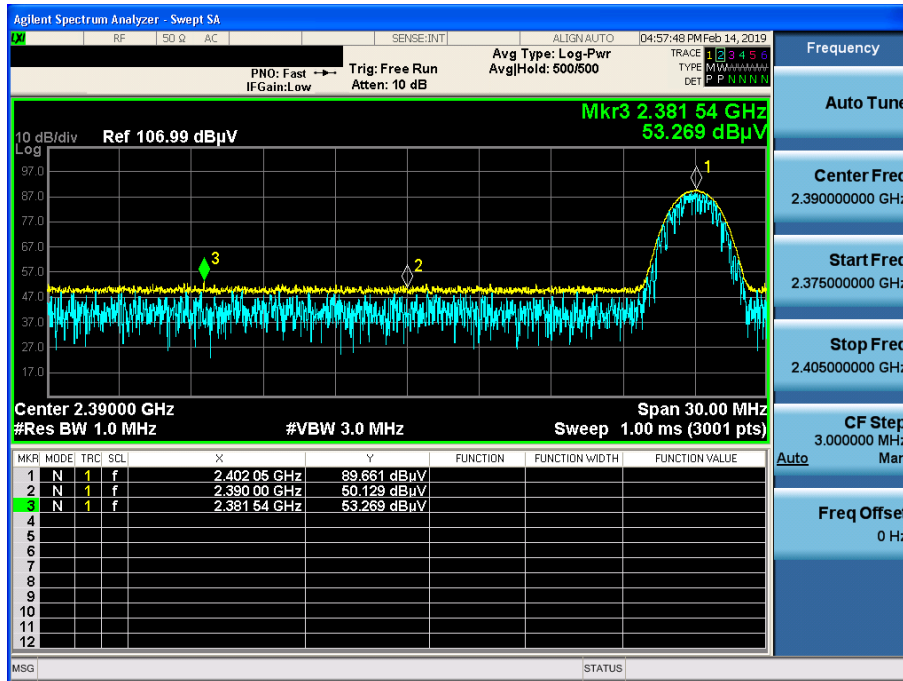 Agilent Spectrum Analyzer - Swept SA
LXI RF 50 Ω AC SENSE:INT ALIGN AUTO 04:57:48 PM Feb 14, 2019
Frequency
PNO: Fast Trig: Free Run Avg Type: Log-Pwr TRACE 1 2 3 4 5 6
IFGain:Low Atten: 10 dB Avg|Hold: 500/500 TYPE M W W W W W
DET P P N N N N
Auto Tune
Mkr3 2.381 54 GHz
53.269 dBµV
10 dB/div Ref 106.99 dBµV
Log
97.0
87.0
77.0
67.0
57.0
47.0
37.0
27.0
17.0
1
2
3
Center Freq
2.390000000 GHz
Start Freq
2.375000000 GHz
Stop Freq
2.405000000 GHz
Center 2.39000 GHz Span 30.00 MHz
#Res BW 1.0 MHz #VBW 3.0 MHz Sweep 1.00 ms (3001 pts)
CF Step
3.000000 MHz
Auto Man
MKR MODE TRC SCL X Y FUNCTION FUNCTION WIDTH FUNCTION VALUE
1 N 1 f 2.402 05 GHz 89.661 dBµV
2 N 1 f 2.390 00 GHz 50.129 dBµV
3 N 1 f 2.381 54 GHz 53.269 dBµV
4
5
6
7
8
9
10
11
12
Freq Offset
0 Hz
MSG STATUS